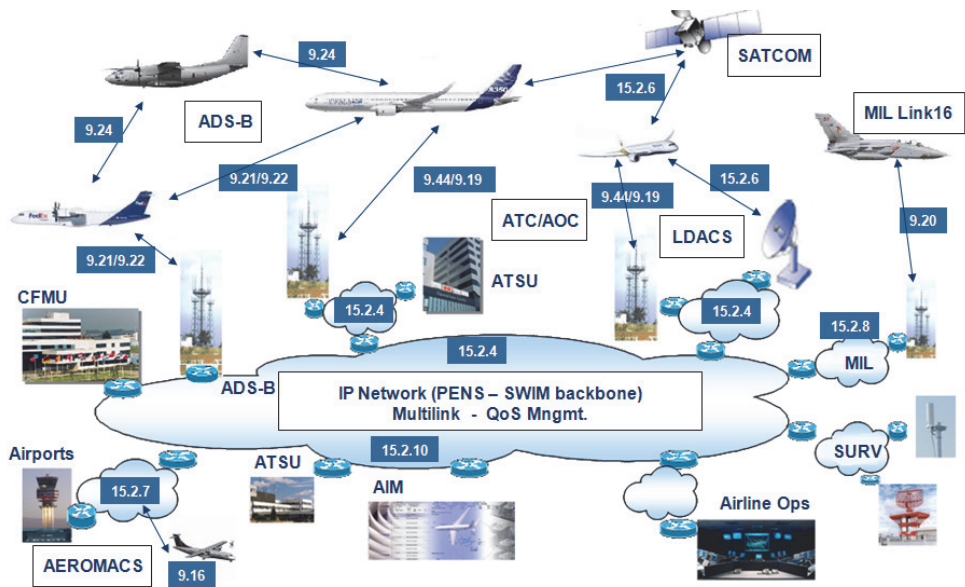 9.24
SATCOM
15.2.6
ADS-B
MIL Link16
9.24
9.21/9.22
9.44/9.19
15.2.6
9.44/9.19
FedEx
ATC/AOC
9.20
LDACS
9.21/9.22
ATSU
CFMU
15.2.4
15.2.4
15.2.8
15.2.4
MIL
ADS-B
IP Network (PENS – SWIM backbone)
Multilink - QoS Mngmt.
15.2.10
Airports
ATSU
SURV
15.2.7
AIM
Airline Ops
AEROMACS
9.16